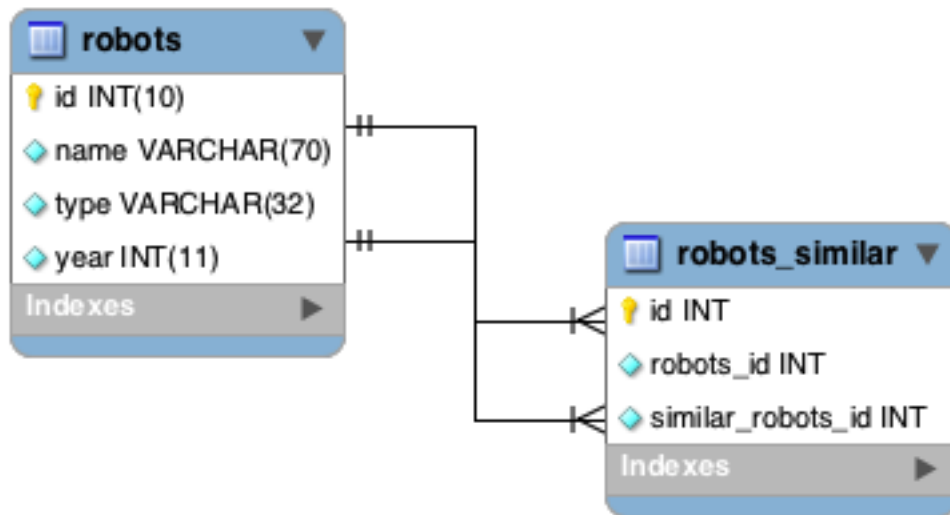 robots
id INT(10)
name VARCHAR(70)
type VARCHAR(32)
year INT(11)
Indexes
robots_similar
id INT
robots_id INT
similar_robots_id INT
Indexes